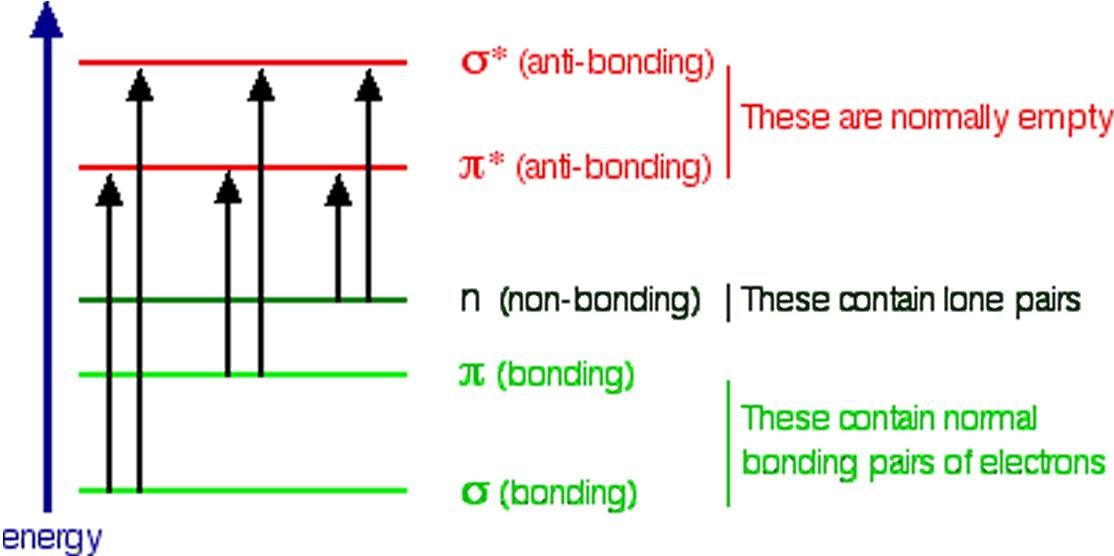 σ* (anti-bonding)
These are normally empty
π* (anti-bonding)
n (non-bonding)
These contain lone pairs
π (bonding)
These contain normal
bonding pairs of electrons
σ (bonding)
energy